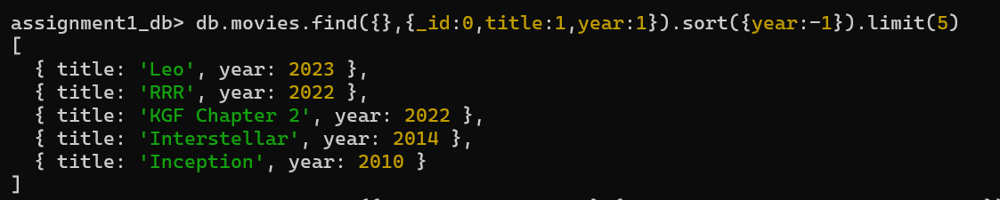 assignment1_db> db.movies.find({},{_id:0,title:1,year:1}).sort({year:-1}).limit(5)
[
  { title: 'Leo', year: 2023 },
  { title: 'RRR', year: 2022 },
  { title: 'KGF Chapter 2', year: 2022 },
  { title: 'Interstellar', year: 2014 },
  { title: 'Inception', year: 2010 }
]